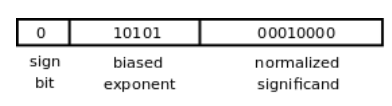 0 10101 00010000
sign biased normalized
bit exponent significand